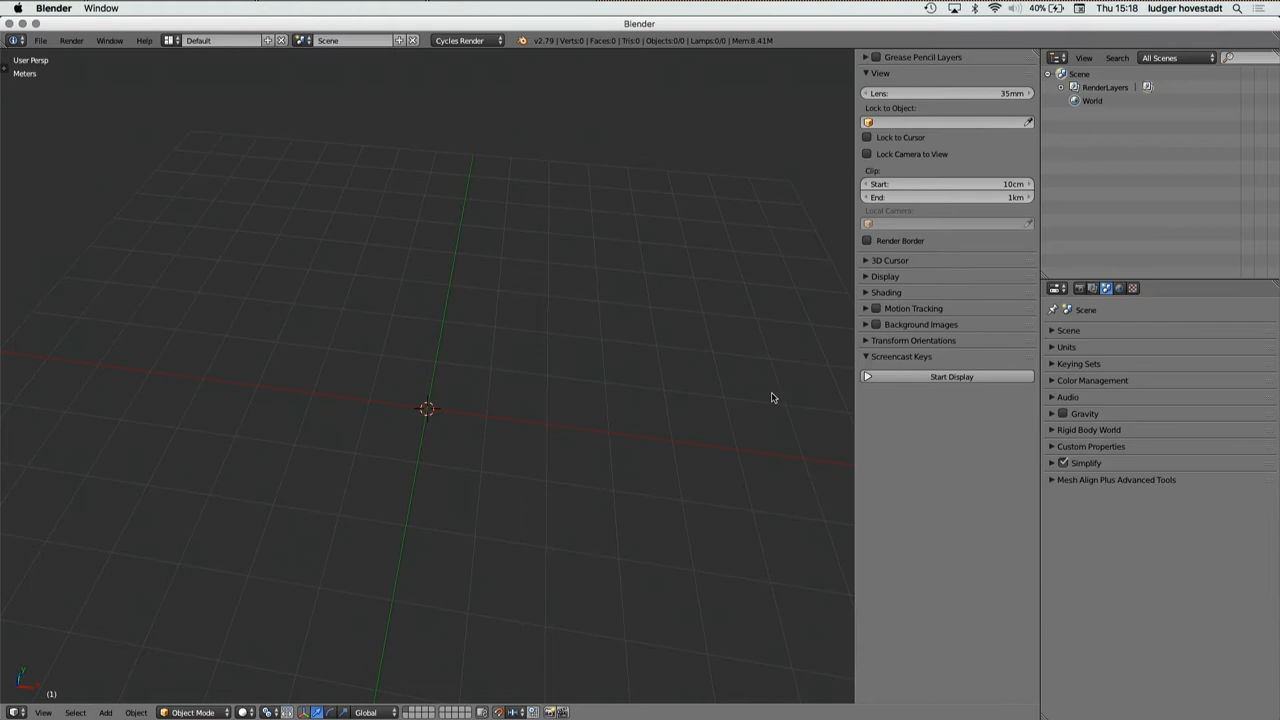 Blender Window 40% Thu 15:18 ludger hovestadt
Blender
File Render Window Help Default Scene Cycles Render v2.79 | Verts:0 | Faces:0 | Tris:0 | Objects:0/0 | Lamps:0/0 | Mem:8.41M
User Persp
Meters
(1)
View Select Add Object Object Mode Global
Grease Pencil Layers
View
Lens: 35mm
Lock to Object:
Lock to Cursor
Lock Camera to View
Clip:
Start: 10cm
End: 1km
Local Camera:
Render Border
3D Cursor
Display
Shading
Motion Tracking
Background Images
Transform Orientations
Screencast Keys
Start Display
View Search All Scenes
Scene
RenderLayers |
World
Scene
Scene
Units
Keying Sets
Color Management
Audio
Gravity
Rigid Body World
Custom Properties
Simplify
Mesh Align Plus Advanced Tools